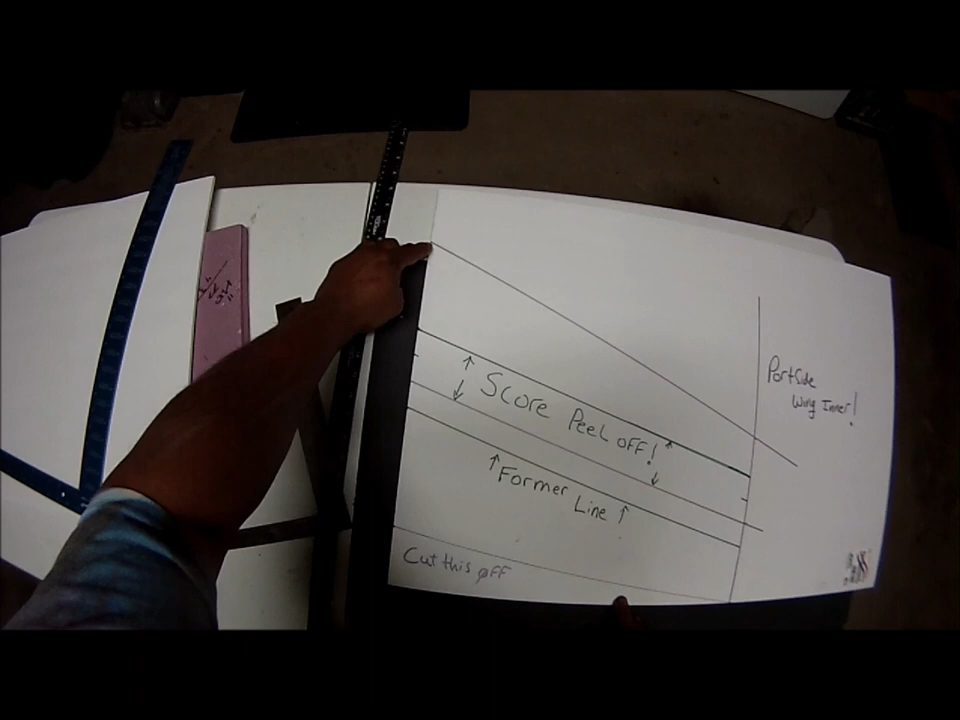 Score Peel off!
Former Line
Cut this off
Portside
Wing Inner!